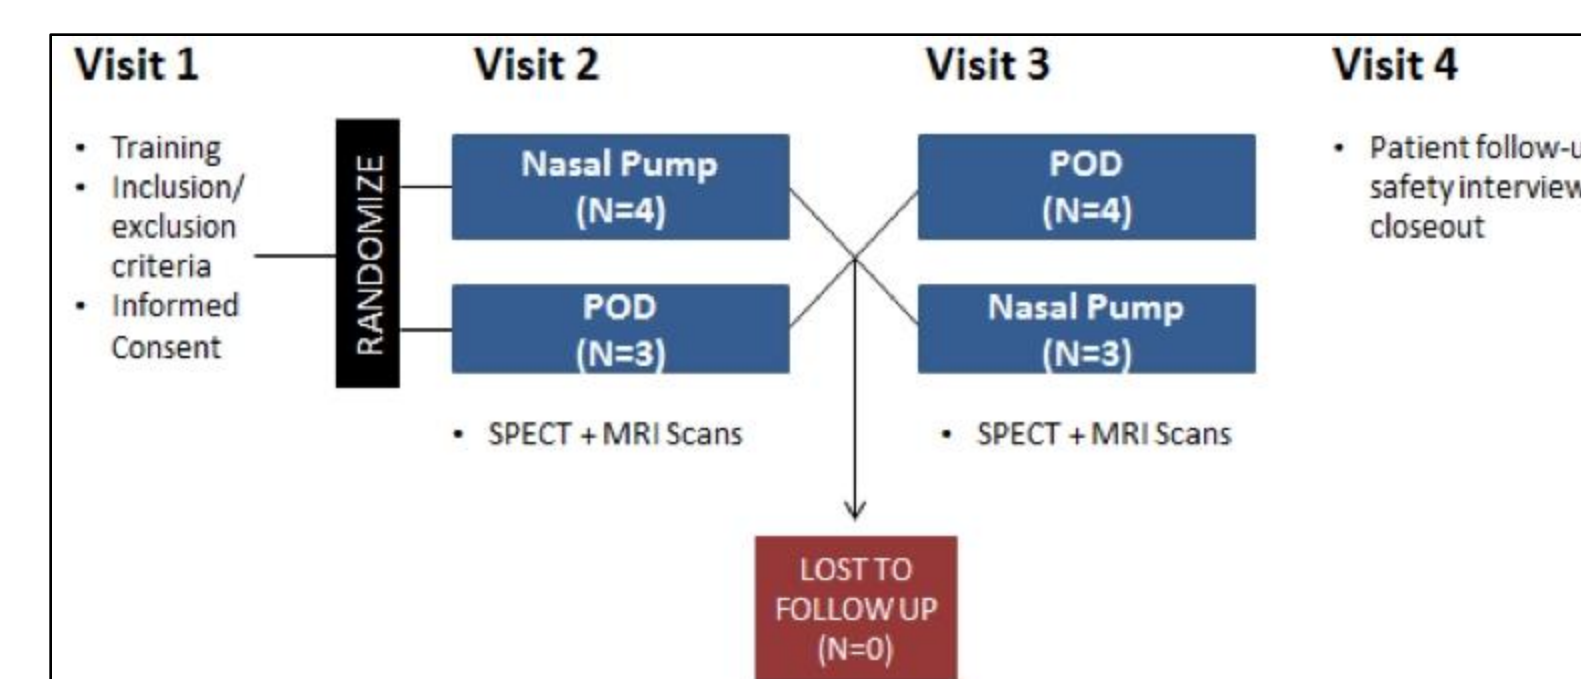 Visit 1
• Training
• Inclusion/
exclusion
criteria
• Informed
Consent
RANDOMIZE
Visit 2
Nasal Pump
(N=4)
POD
(N=3)
• SPECT + MRI Scans
Visit 3
POD
(N=4)
Nasal Pump
(N=3)
• SPECT + MRI Scans
LOST TO
FOLLOW UP
(N=0)
Visit 4
• Patient
safety
closeout